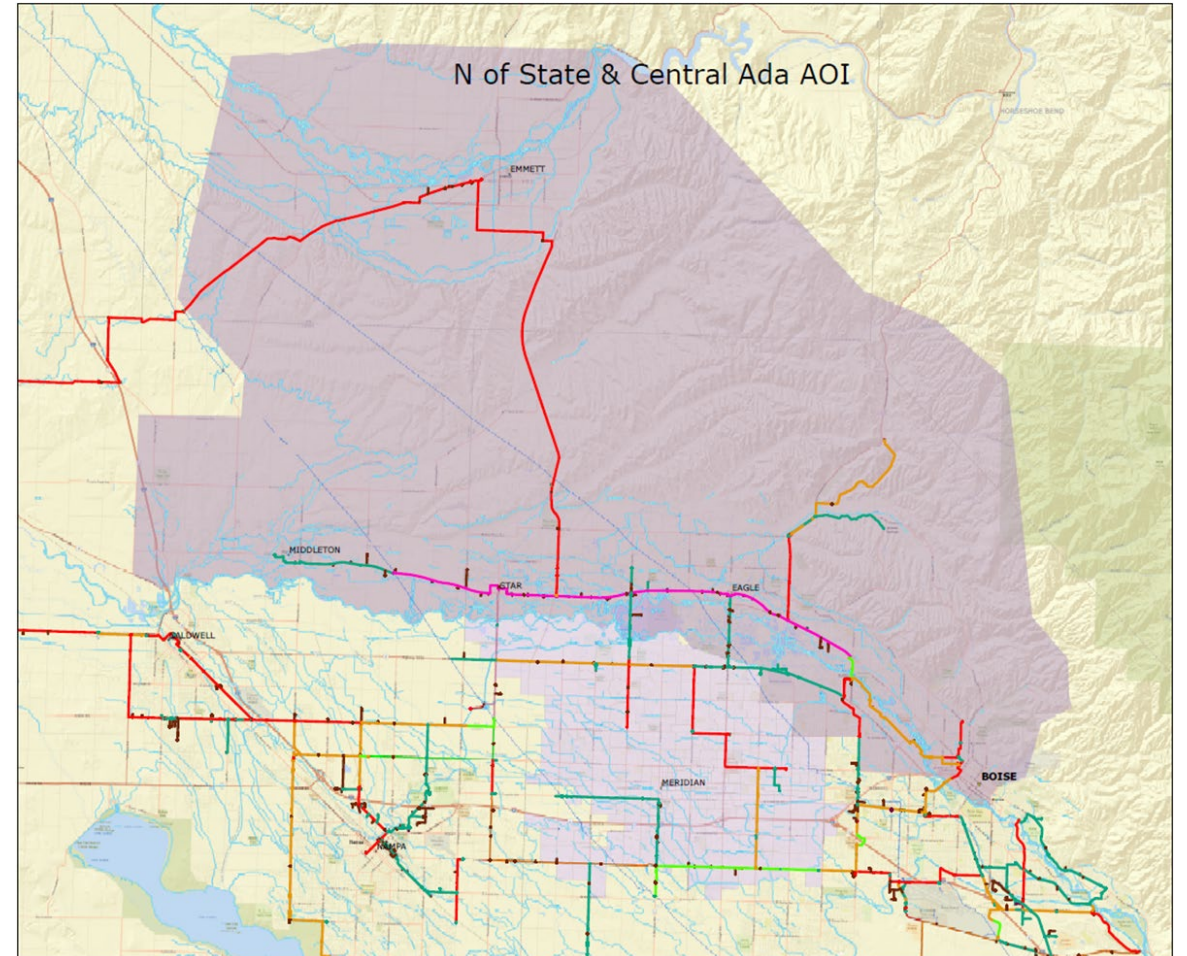 N of State & Central Ada AOI
HORSESHOE BEND
EMMETT
MIDDLETON
STAR
EAGLE
CALDWELL
MERIDIAN
BOISE
NAMPA